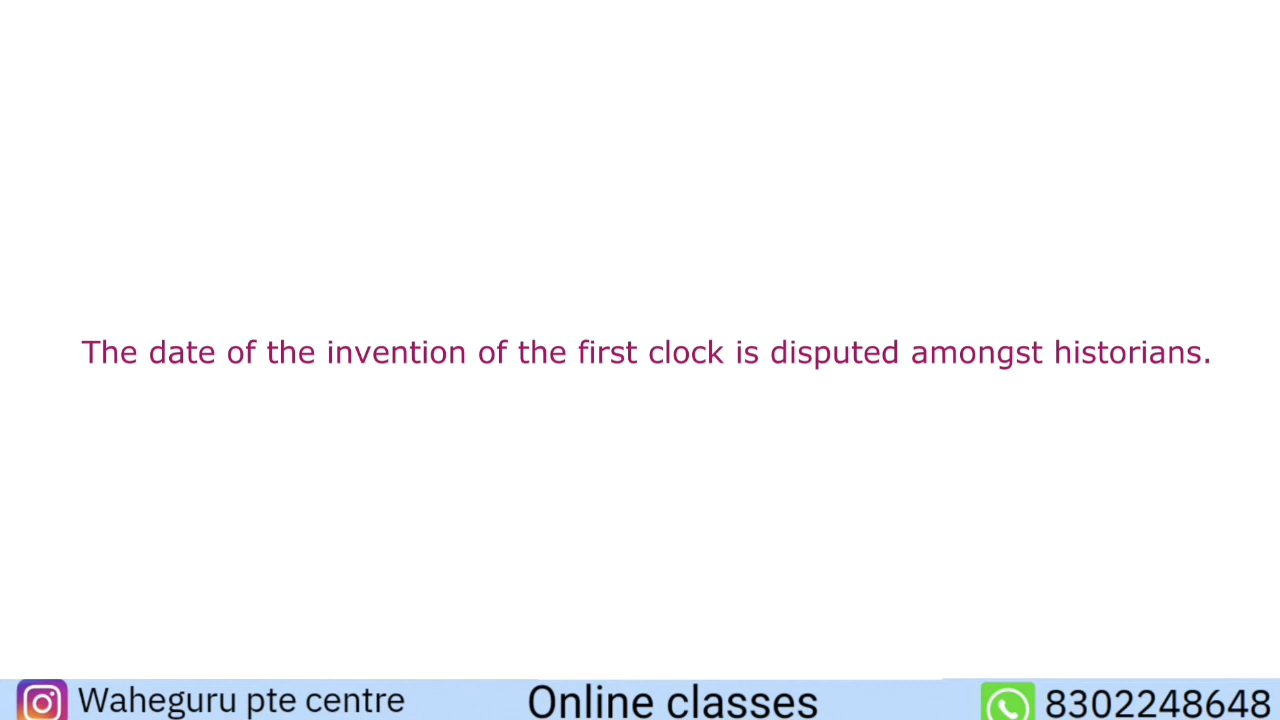 The date of the invention of the first clock is disputed amongst historians.
Waheguru pte centre Online classes 8302248648